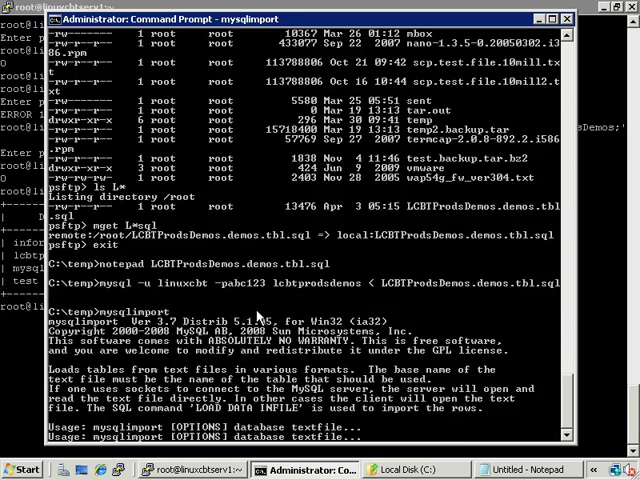 root@linuxcbtserv1:~
Administrator: Command Prompt - mysqlimport
-rw------- 1 root root 10367 Mar 26 01:12 mbox
-rw-r--r-- 1 root root 433077 Sep 22 2007 nano-1.3.5-0.20050302.i3
86.rpm
-rw-r--r-- 1 root root 113788806 Oct 21 09:42 scp.test.file.10mill.tx
t
-rw-r--r-- 1 root root 113788806 Oct 16 10:44 scp.test.file.10mill2.t
xt
-rw------- 1 root root 5580 Mar 25 05:51 sent
-rw-r--r-- 1 root root 0 Mar 19 13:13 tar.out
drwxr-xr-x 6 root root 296 Mar 30 09:41 temp
-rw-r--r-- 1 root root 15718400 Mar 19 13:13 temp2.backup.tar
-rw-r--r-- 1 root root 57769 Sep 27 2007 termcap-2.0.8-892.2.i586
.rpm
-rw-r--r-- 1 root root 1838 Nov 4 11:46 test.backup.tar.bz2
drwxr-xr-x 3 root root 424 Jun 9 2008 vmware
-rw-r--r-- 1 root root 2403 Nov 28 2005 wap54g_fw_ver304.txt
psftp> ls L*
Listing directory /root
-rw-r--r-- 1 root root 13476 Apr 3 05:15 LCBTProdsDemos.demos.tbl
.sql
psftp> mget L*sql
remote:/root/LCBTProdsDemos.demos.tbl.sql => local:LCBTProdsDemos.demos.tbl.sql
psftp> exit
C:\temp>notepad LCBTProdsDemos.demos.tbl.sql
C:\temp>mysql -u linuxcbt -pabc123 lcbtprodsdemos < LCBTProdsDemos.demos.tbl.sql
C:\temp>mysqlimport
mysqlimport Ver 3.7 Distrib 5.1. 5, for Win32 (ia32)
Copyright 2000-2008 MySQL AB, 2008 Sun Microsystems, Inc.
This software comes with ABSOLUTELY NO WARRANTY. This is free software,
and you are welcome to modify and redistribute it under the GPL license.
Loads tables from text files in various formats. The base name of the
text file must be the name of the table that should be used.
If one uses sockets to connect to the MySQL server, the server will open and
read the text file directly. In other cases the client will open the text
file. The SQL command 'LOAD DATA INFILE' is used to import the rows.
Usage: mysqlimport [OPTIONS] database textfile...
Usage: mysqlimport [OPTIONS] database textfile...
Start
root@linuxcbtserv1:~
Administrator: Co...
Local Disk (C:)
Untitled - Notepad